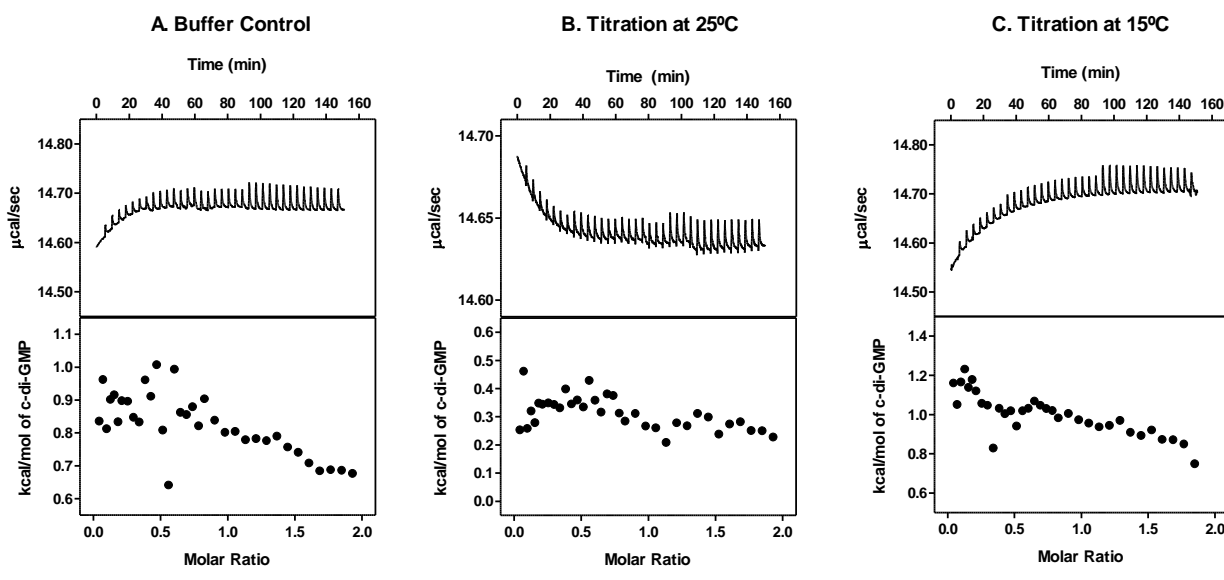 A. Buffer Control
Time (min)
0 20 40 60 80 100 120 140 160
14.80
14.70
14.60
14.50
µcal/sec
1.1
1.0
0.9
0.8
0.7
0.6
kcal/mol of c-di-GMP
0.0 0.5 1.0 1.5 2.0
Molar Ratio
B. Titration at 25ºC
Time (min)
0 20 40 60 80 100 120 140 160
14.70
14.65
14.60
µcal/sec
0.6
0.5
0.4
0.3
0.2
0.1
0.0
kcal/mol of c-di-GMP
0.0 0.5 1.0 1.5 2.0
Molar Ratio
C. Titration at 15ºC
Time (min)
0 20 40 60 80 100 120 140 160
14.80
14.70
14.60
14.50
µcal/sec
1.4
1.2
1.0
0.8
0.6
kcal/mol of c-di-GMP
0.0 0.5 1.0 1.5 2.0
Molar Ratio